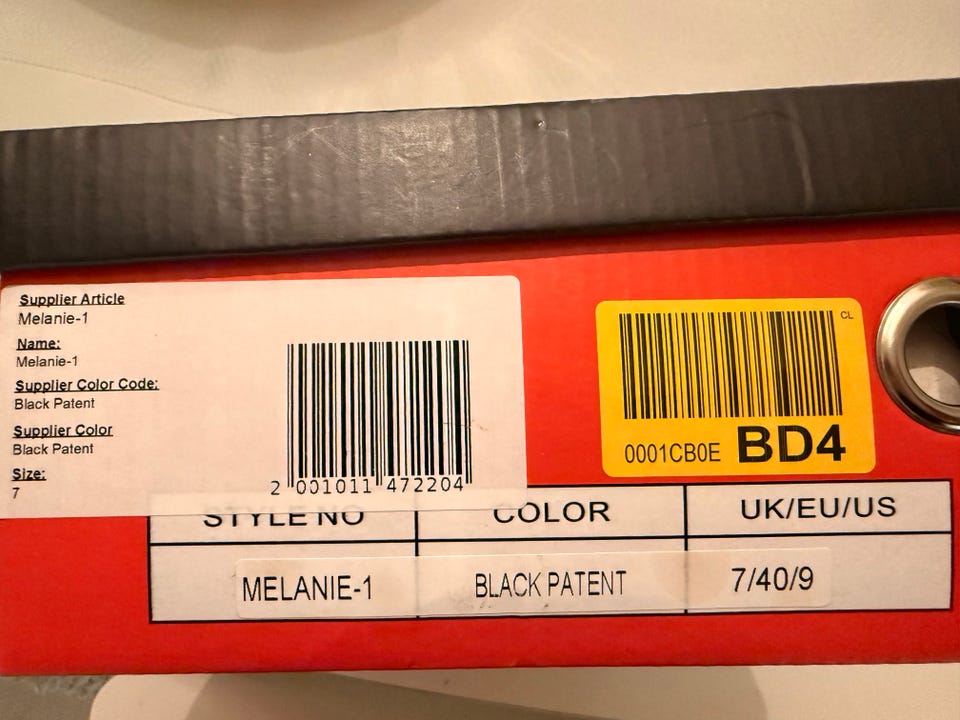 Supplier Article
Melanie-1
Name:
Melanie-1
Supplier Color Code:
Black Patent
Supplier Color
Black Patent
Size:
7
2 001011 472204
CL
0001CB0E BD4
STYLE NO COLOR UK/EU/US
MELANIE-1 BLACK PATENT 7/40/9